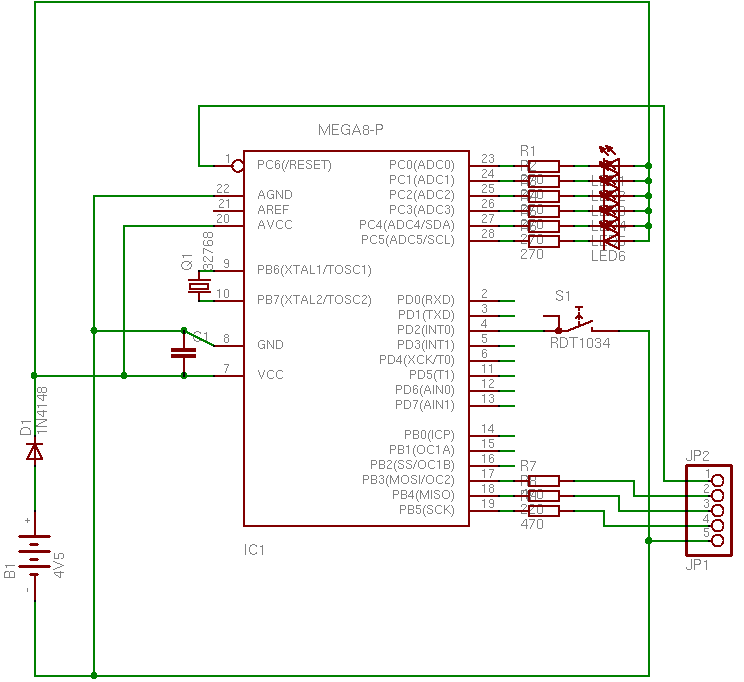 MEGA8-P
1
PC6(/RESET)
22
AGND
21
AREF
20
AVCC
Q1
32768
9
PB6(XTAL1/TOSC1)
10
PB7(XTAL2/TOSC2)
C1
8
GND
7
VCC
PC0(ADC0)
23
PC1(ADC1)
24
PC2(ADC2)
25
PC3(ADC3)
26
PC4(ADC4/SDA)
27
PC5(ADC5/SCL)
28
R1
270
LED6
PD0(RXD)
2
PD1(TXD)
3
PD2(INT0)
4
PD3(INT1)
5
PD4(XCK/T0)
6
PD5(T1)
11
PD6(AIN0)
12
PD7(AIN1)
13
S1
RDT1034
PB0(ICP)
14
PB1(OC1A)
15
PB2(SS/OC1B)
16
PB3(MOSI/OC2)
17
PB4(MISO)
18
PB5(SCK)
19
R7
470
JP2
1
2
3
4
5
JP1
IC1
D1
1N4148
+
B1
4V5
-